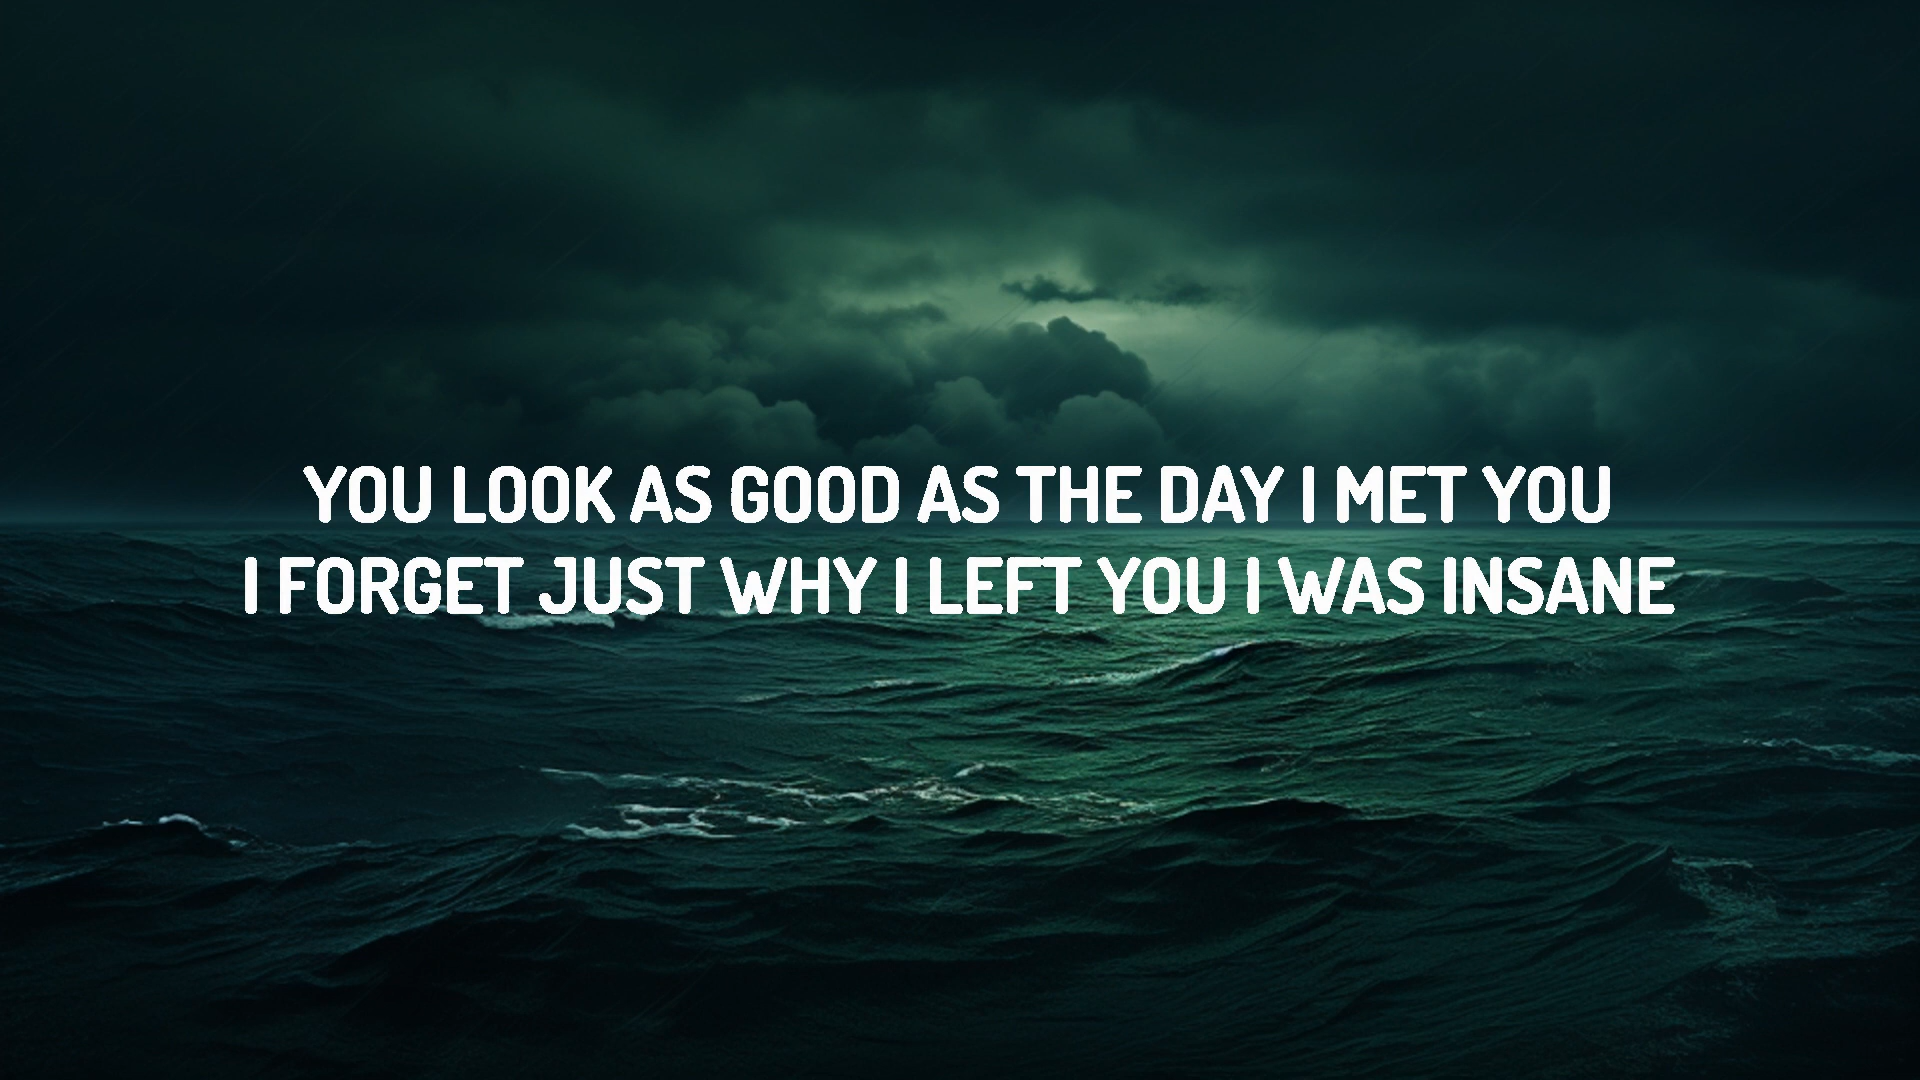 YOU LOOK AS GOOD AS THE DAY I MET YOU
I FORGET JUST WHY I LEFT YOU I WAS INSANE